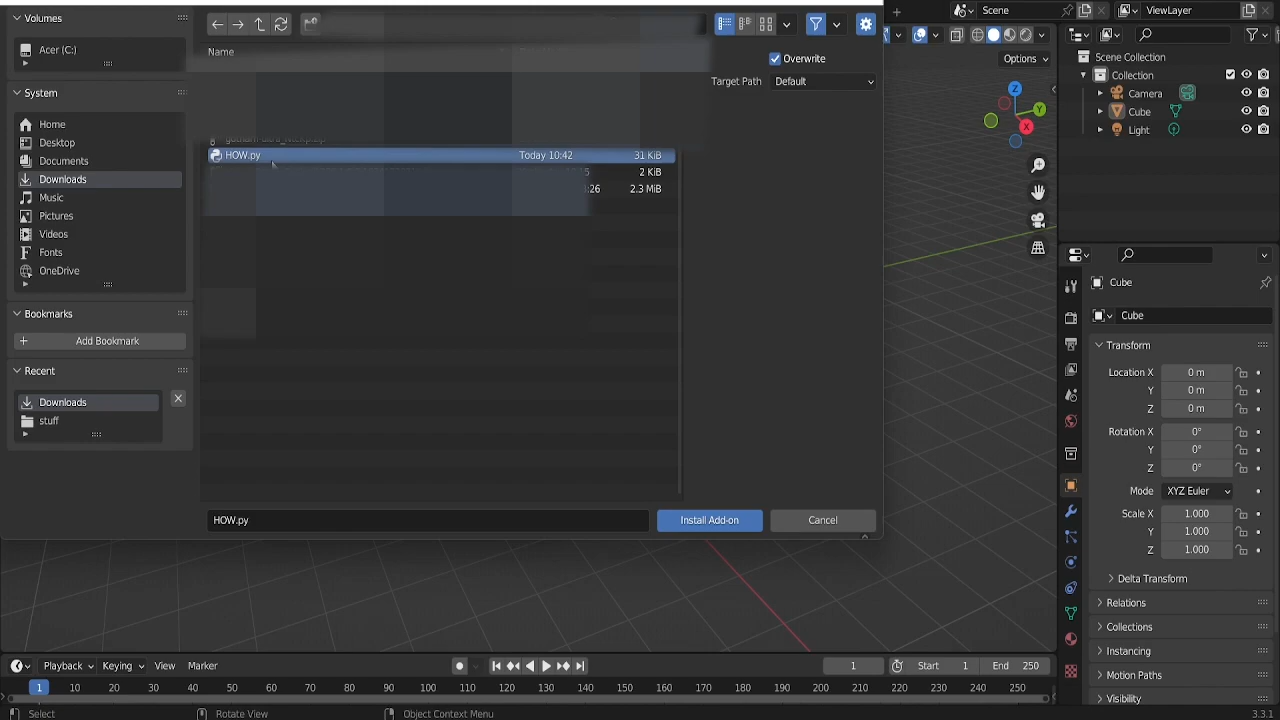 Volumes
Acer (C:)
System
Home
Desktop
Documents
Downloads
Music
Pictures
Videos
Fonts
OneDrive
Bookmarks
Add Bookmark
Recent
Downloads
stuff
Name
HOW.py Today 10:42 31 KiB
2 KiB
:26 2.3 MiB
HOW.py
Install Add-on
Cancel
Overwrite
Target Path Default
Scene
ViewLayer
Options
Z
Y
X
Scene Collection
Collection
Camera
Cube
Light
Cube
Cube
Transform
Location X 0 m
Y 0 m
Z 0 m
Rotation X 0°
Y 0°
Z 0°
Mode XYZ Euler
Scale X 1.000
Y 1.000
Z 1.000
Delta Transform
Relations
Collections
Instancing
Motion Paths
Visibility
Playback Keying View Marker
1 Start 1 End 250
1 10 20 30 40 50 60 70 80 90 100 110 120 130 140 150 160 170 180 190 200 210 220 230 240 250
Select Rotate View Object Context Menu 3.3.1